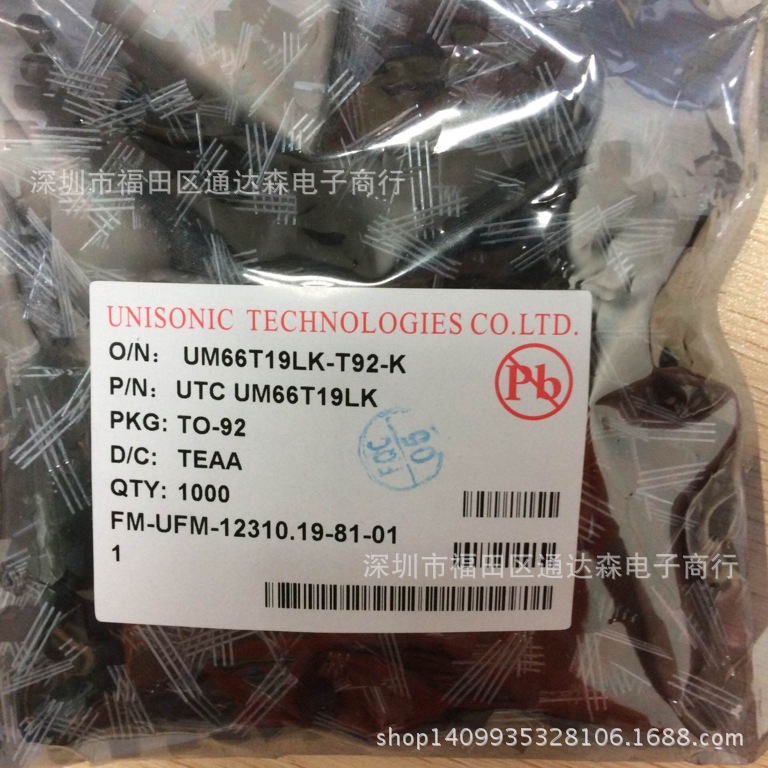 深圳市福田区通达森电子商行
UNISONIC TECHNOLOGIES CO.LTD.
O/N: UM66T19LK-T92-K
P/N: UTC UM66T19LK
Pb
PKG: TO-92
D/C: TEAA
QTY: 1000
FM-UFM-12310.19-81-01
1
05
深圳市福田区通达森电子商行
shop1409935328106.1688.com